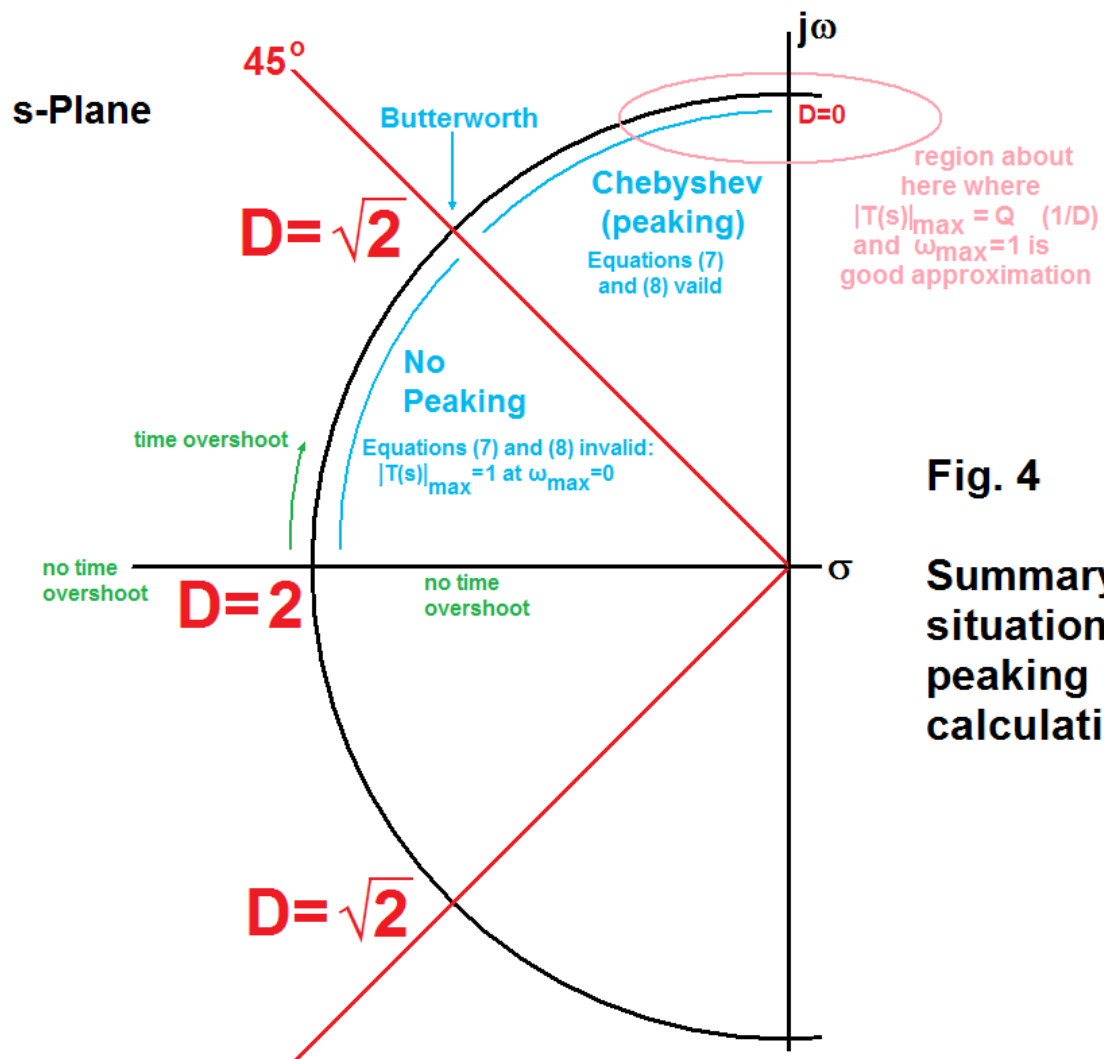 jω
45°
s-Plane
Butterworth
D=0
D= √2
Chebyshev
(peaking)
Equations (7)
and (8) vaild
region about
here where
|T(s)|max = Q (1/D)
and ωmax=1 is
good approximation
No
Peaking
Equations (7) and (8) invalid:
|T(s)|max=1 at ωmax=0
time overshoot
Fig. 4
no time
overshoot
D= 2
no time
overshoot
σ
Summary
situation
peaking
calculati
D= √2